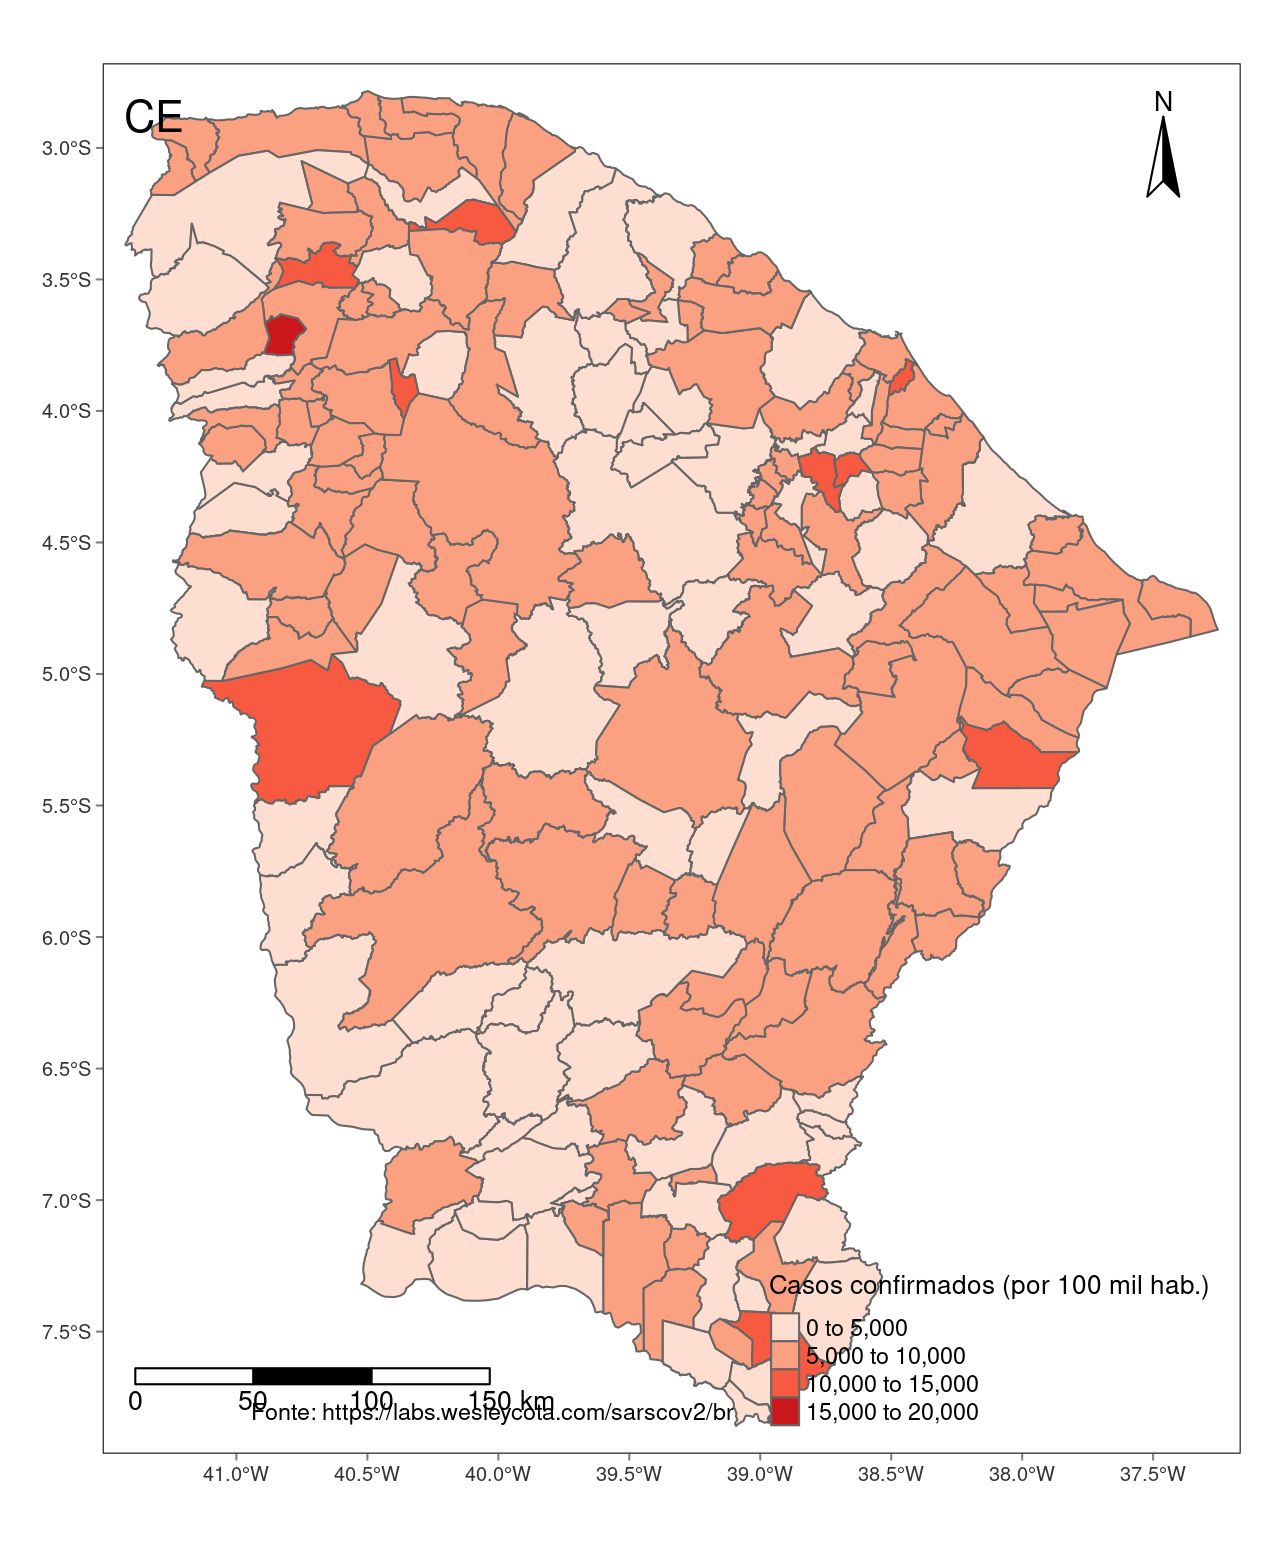 CE
N
3.0°S
3.5°S
4.0°S
4.5°S
5.0°S
5.5°S
6.0°S
6.5°S
7.0°S
7.5°S
Casos confirmados (por 100 mil hab.)
0 to 5,000
5,000 to 10,000
10,000 to 15,000
15,000 to 20,000
0 50 100 150 km
Fonte: https://labs.wesleycota.com/sarscov2/br
41.0°W 40.5°W 40.0°W 39.5°W 39.0°W 38.5°W 38.0°W 37.5°W